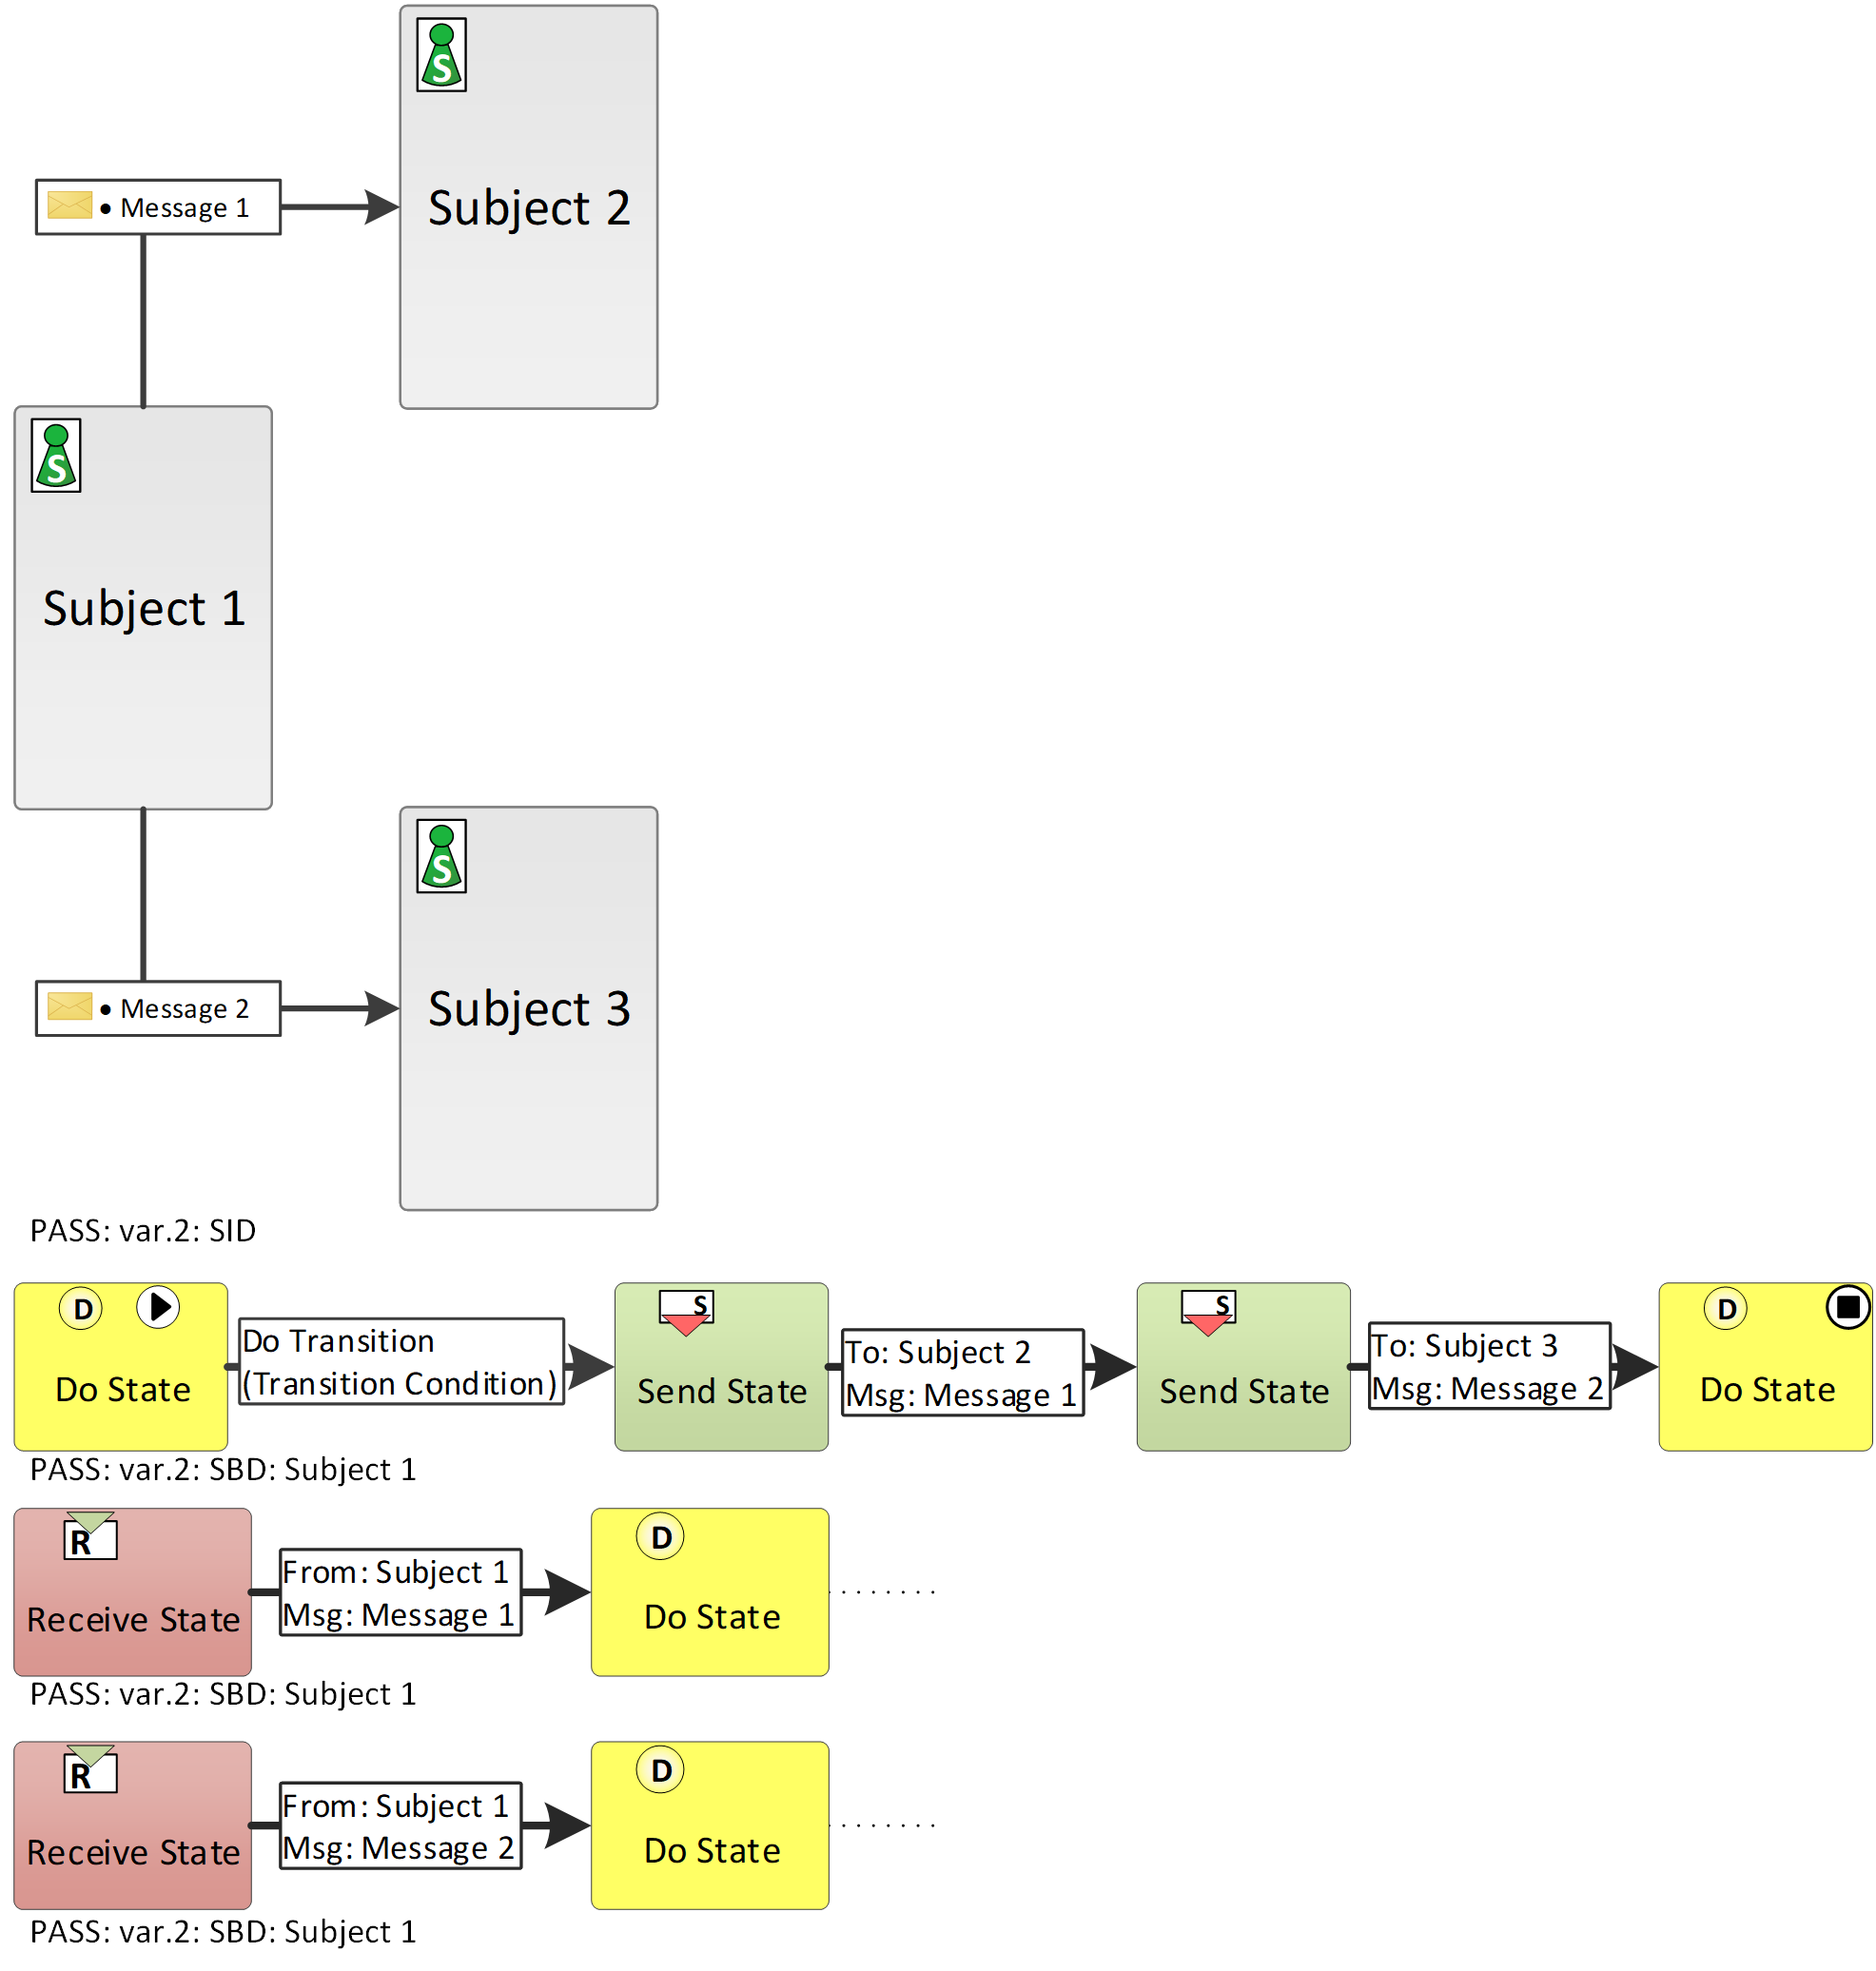 S
Subject 2
• Message 1
S
Subject 1
S
Subject 3
• Message 2
PASS: var.2: SID
D
Do State
Do Transition
(Transition Condition)
S
Send State
To: Subject 2
Msg: Message 1
S
Send State
To: Subject 3
Msg: Message 2
D
Do State
PASS: var.2: SBD: Subject 1
R
Receive State
From: Subject 1
Msg: Message 1
D
Do State
. . . . . . . .
PASS: var.2: SBD: Subject 1
R
Receive State
From: Subject 1
Msg: Message 2
D
Do State
. . . . . . . .
PASS: var.2: SBD: Subject 1